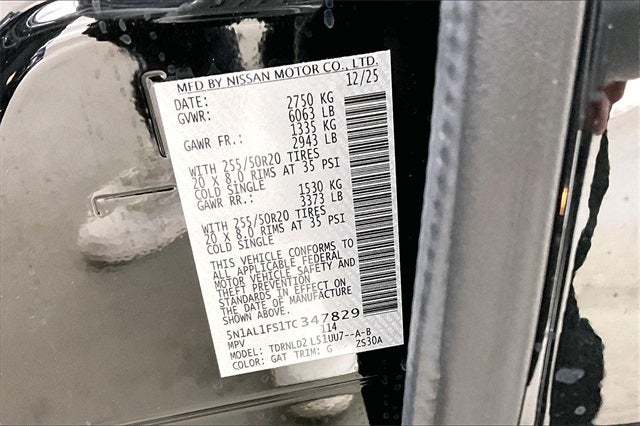 MFD BY NISSAN MOTOR CO., LTD.
DATE: 12/25
GVWR: 2750 KG
6063 LB
GAWR FR.: 1335 KG
2943 LB
WITH 255/50R20 TIRES
20 X 8.0 RIMS AT 35 PSI
COLD SINGLE
GAWR RR.: 1530 KG
3373 LB
WITH 255/50R20 TIRES
20 X 8.0 RIMS AT 35 PSI
COLD SINGLE
THIS VEHICLE CONFORMS TO
ALL APPLICABLE FEDERAL
MOTOR VEHICLE SAFETY AND
THEFT PREVENTION
STANDARDS IN EFFECT ON
THE DATE OF MANUFACTURE
SHOWN ABOVE.
5N1AL1FS1TC347829
MPV 114
MODEL: TDRNLD2 L51UU7--A-B
COLOR: GAT TRIM: G 2S30A